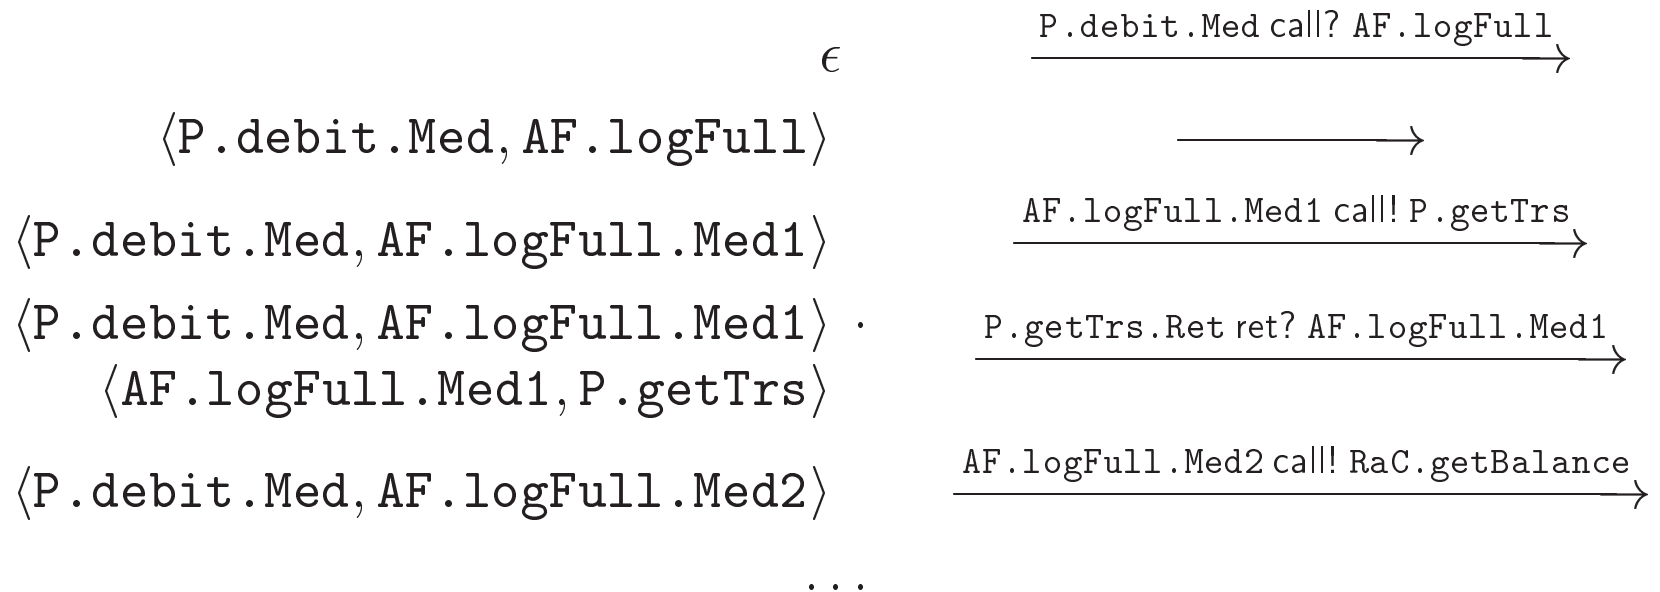 ϵ P.debit.Med call? AF.logFull
⟨P.debit.Med, AF.logFull⟩
⟨P.debit.Med, AF.logFull.Med1⟩ AF.logFull.Med1 call! P.getTrs
⟨P.debit.Med, AF.logFull.Med1⟩ · P.getTrs.Ret ret? AF.logFull.Med1
⟨AF.logFull.Med1, P.getTrs⟩
⟨P.debit.Med, AF.logFull.Med2⟩ AF.logFull.Med2 call! RaC.getBalance
...